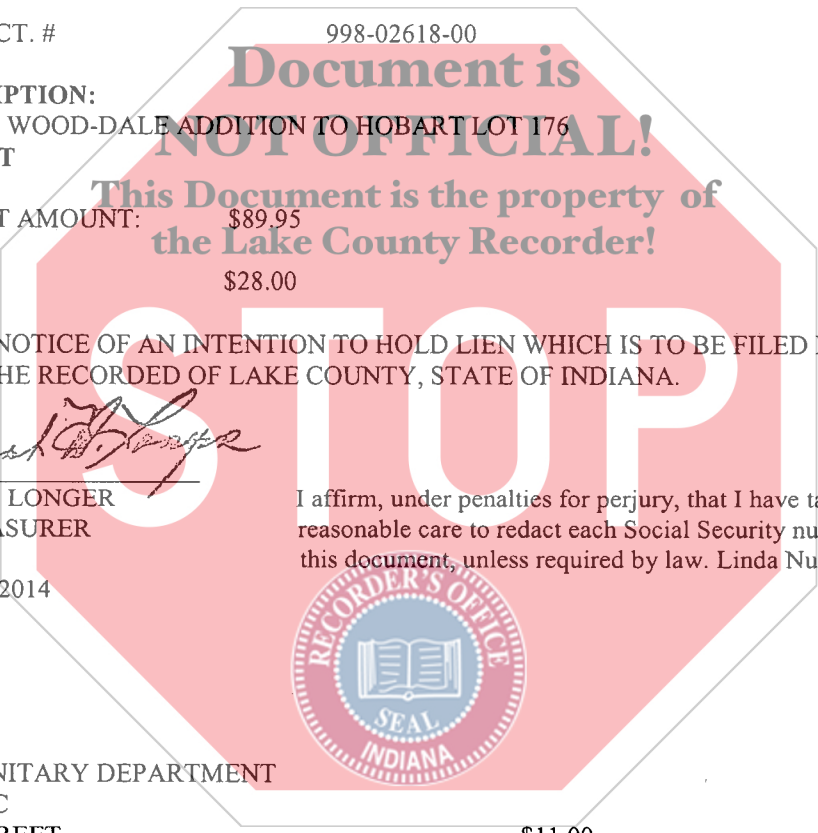 CT. # 998-02618-00
Document is
IPTION:
WOOD-DALE ADDITION TO HOBART LOT 176
NOT OFFICIAL!
T
This Document is the property of
T AMOUNT: $89.95
the Lake County Recorder!
$28.00
STOP
NOTICE OF AN INTENTION TO HOLD LIEN WHICH IS TO BE FILED
HE RECORDED OF LAKE COUNTY, STATE OF INDIANA.
LONGER
ASURER
I affirm, under penalties for perjury, that I have ta
reasonable care to redact each Social Security nu
this document, unless required by law. Linda Nu
2014
RECORDER'S OFFICE
SEAL
INDIANA
NITARY DEPARTMENT
C
REET
$11.00